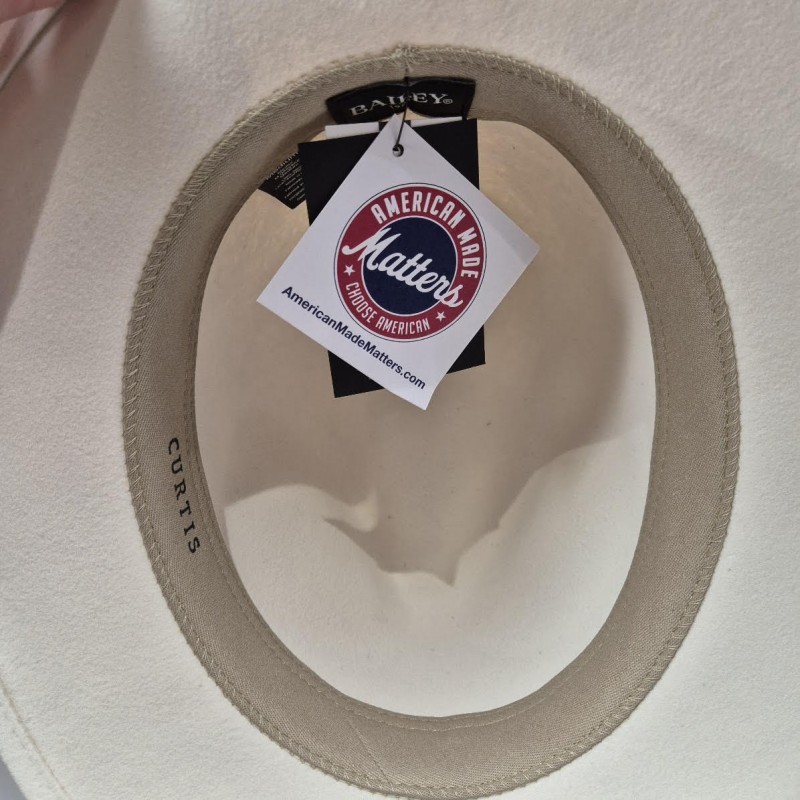 BAILEY®
AMERICAN MADE
Matters
CHOOSE AMERICAN
AmericanMadeMatters.com
CURTIS